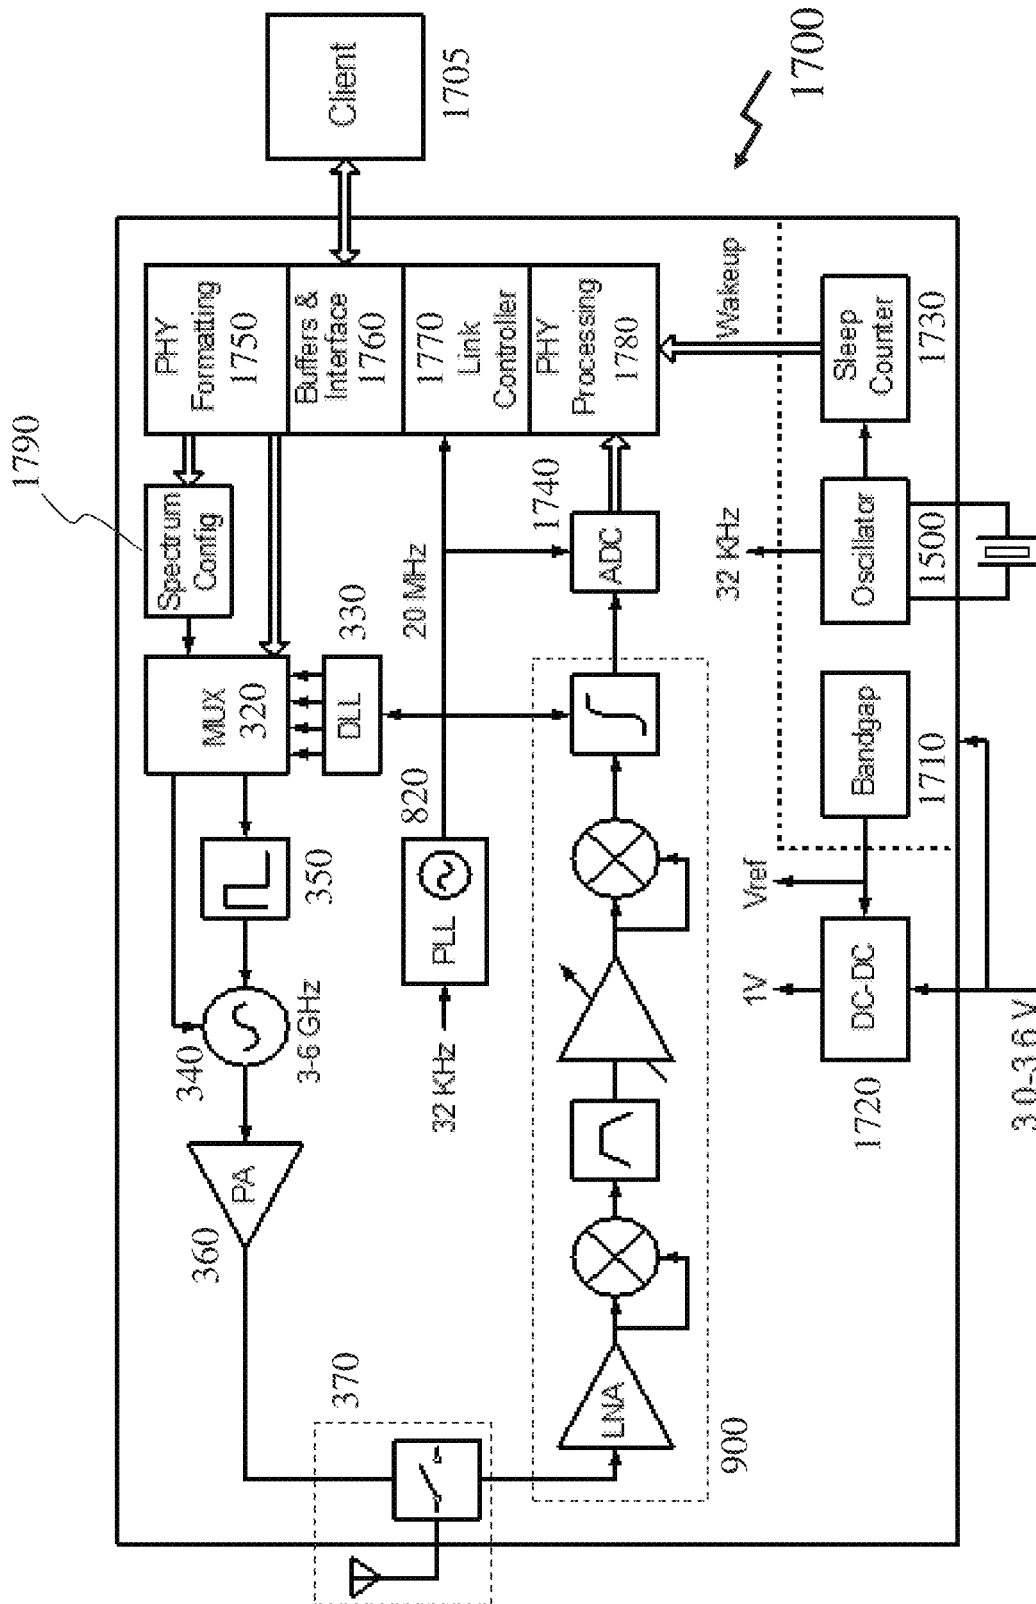 1790
Spectrum
Config
PHY
Formatting
1750
Buffers &
Interface
1760
1770
Link
Controller
PHY
Processing
1780
Client
1705
1700
MUX
320
DLL
330
350
340
3-6 GHz
PA
360
370
PLL
820
32 KHz
20 MHz
ADC
1740
LNA
900
Wakeup
Sleep
Counter
1730
Oscillator
1500
32 KHz
Bandgap
1710
Vref
1V
DC-DC
1720
3.0-3.6 V